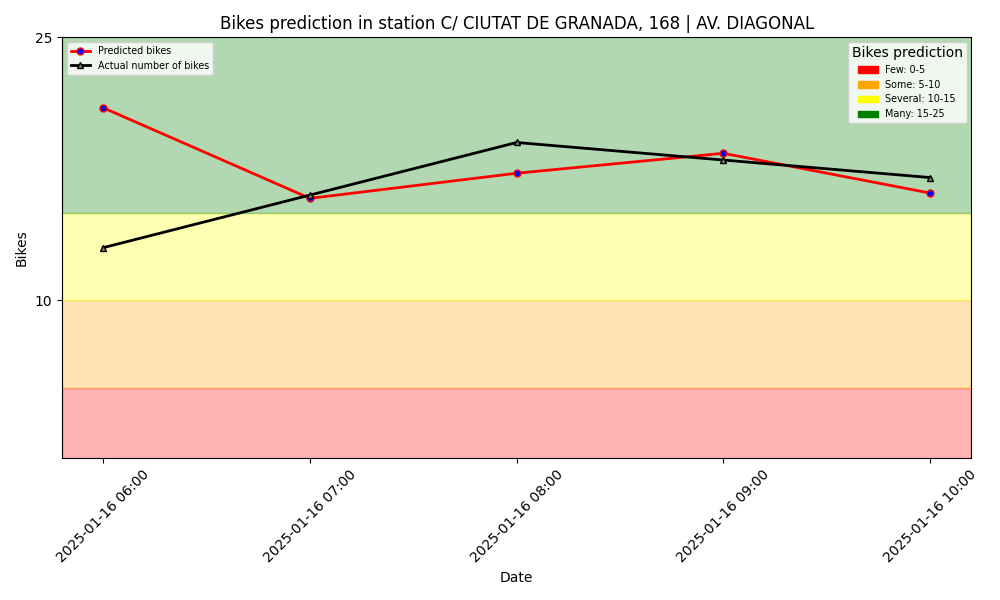 Bikes prediction in station C/ CIUTAT DE GRANADA, 168 | AV. DIAGONAL
25
Predicted bikes
Actual number of bikes
Bikes prediction
Few: 0-5
Some: 5-10
Several: 10-15
Many: 15-25
Bikes
10
2025-01-16 06:00
2025-01-16 07:00
2025-01-16 08:00
2025-01-16 09:00
2025-01-16 10:00
Date